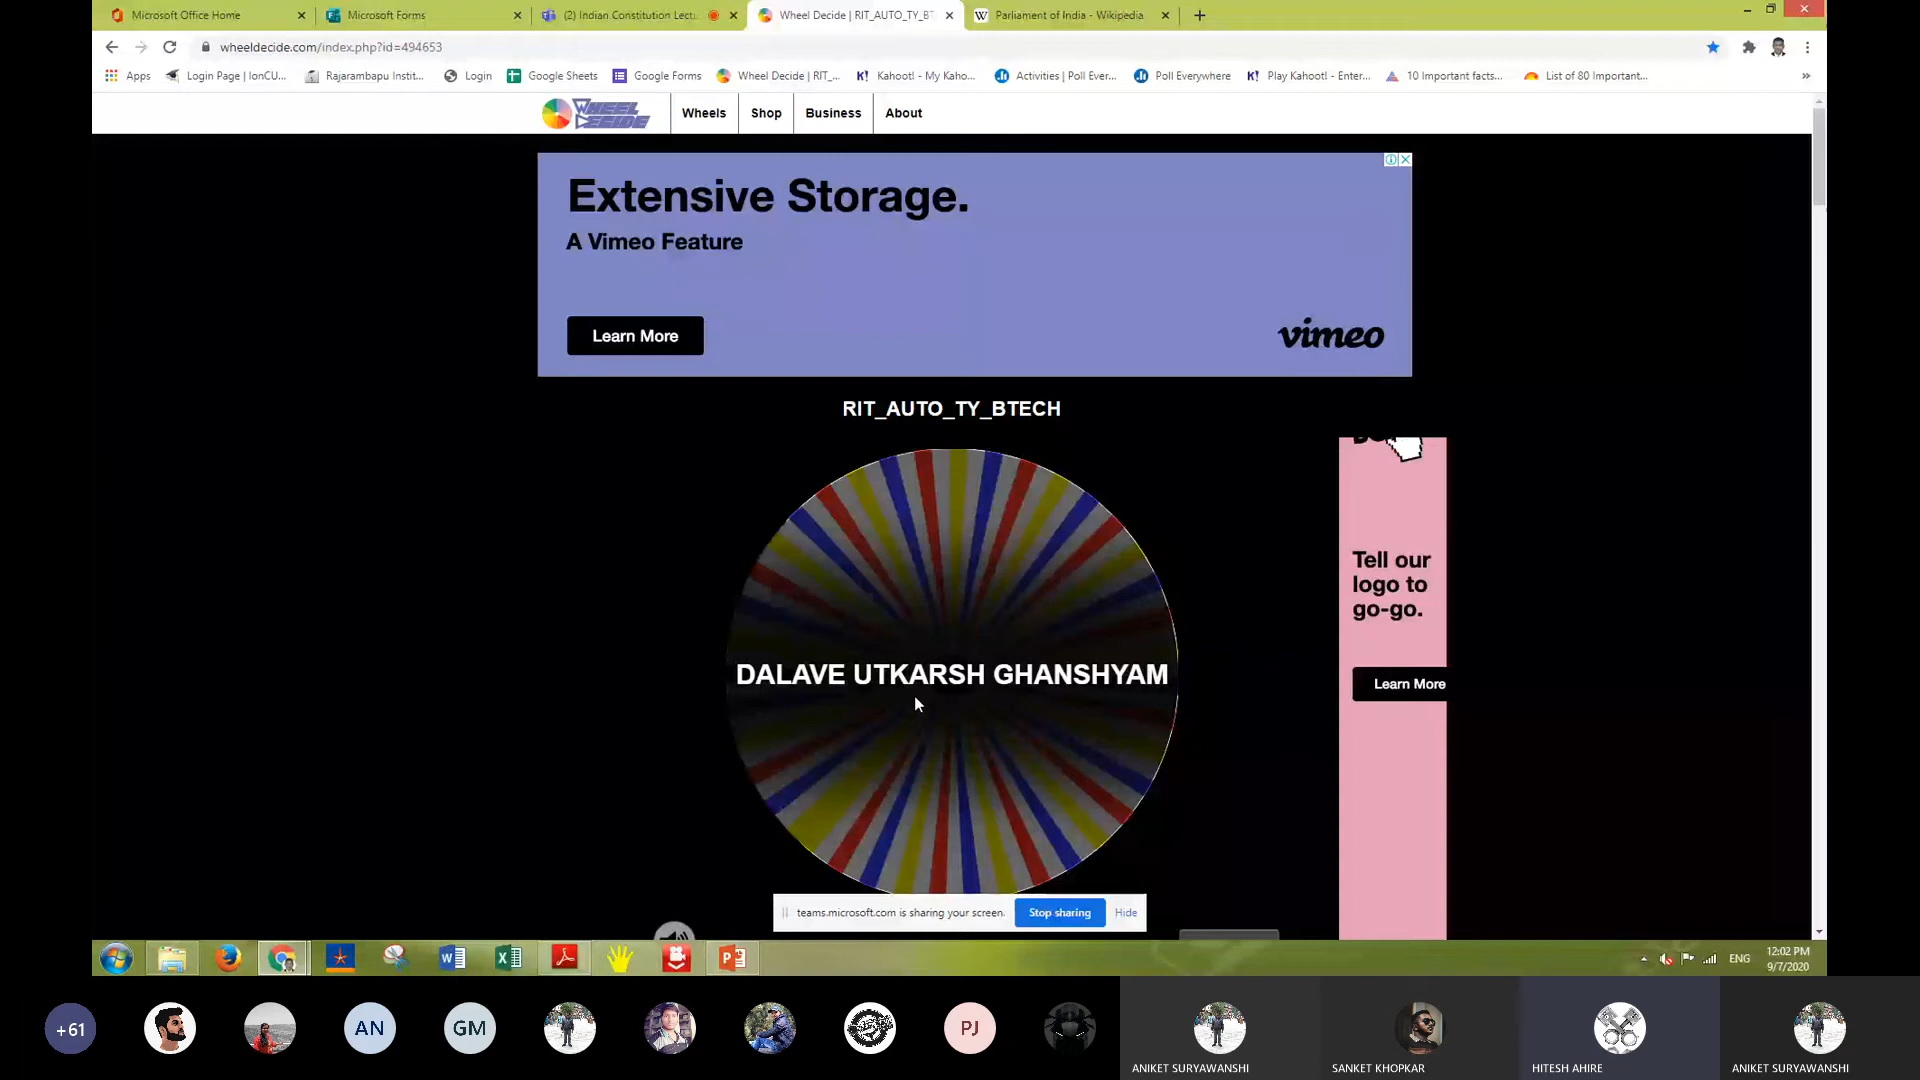 Microsoft Office Home
Microsoft Forms
(2) Indian Constitution Lectu
Wheel Decide | RIT_AUTO_TY_BT
Parliament of India - Wikipedia
wheeldecide.com/index.php?id=494653
Apps
Login Page | IonCU...
Rajarambapu Instit...
Login
Google Sheets
Google Forms
Wheel Decide | RIT_...
Kahoot! - My Kaho...
Activities | Poll Ever...
Poll Everywhere
Play Kahoot! - Enter...
10 Important facts...
List of 80 Important...
WHEEL DECIDE
Wheels
Shop
Business
About
Extensive Storage.
A Vimeo Feature
Learn More
vimeo
RIT_AUTO_TY_BTECH
DALAVE UTKARSH GHANSHYAM
Tell our
logo to
go-go.
Learn More
teams.microsoft.com is sharing your screen.
Stop sharing
Hide
ENG
12:02 PM
9/7/2020
+61
AN
GM
PJ
ANIKET SURYAWANSHI
SANKET KHOPKAR
HITESH AHIRE
ANIKET SURYAWANSHI